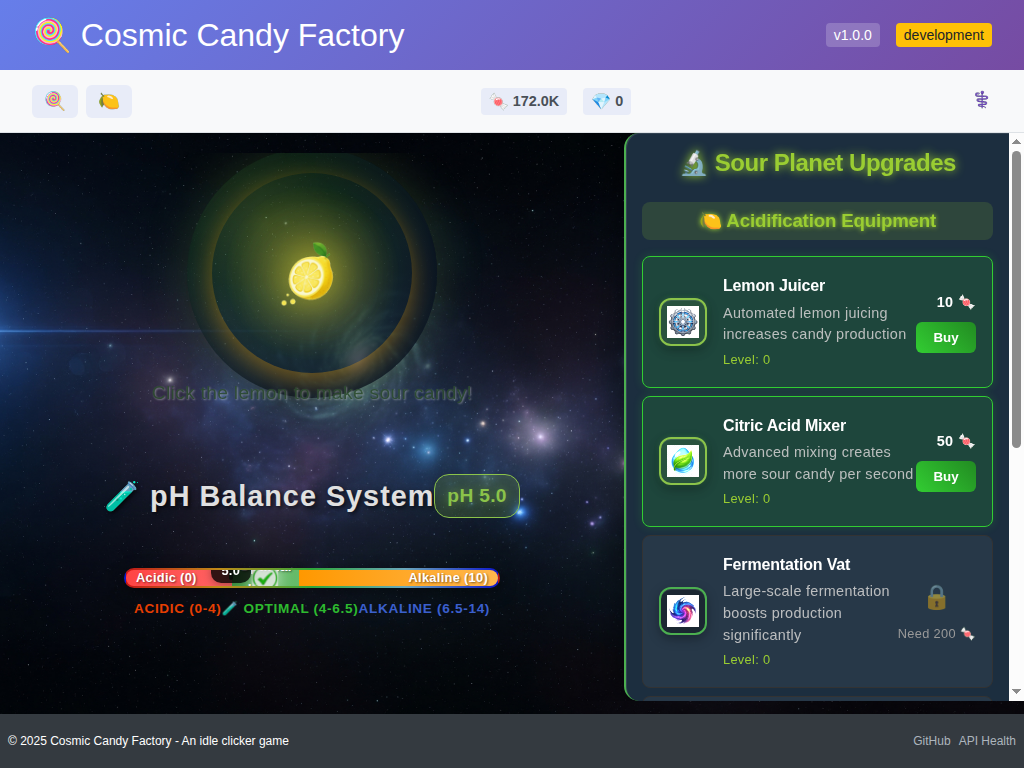 Cosmic Candy Factory
v1.0.0
development
172.0K
0
Click the lemon to make sour candy!
pH Balance System
pH 5.0
Acidic (0)
5.0
Alkaline (10)
ACIDIC (0-4)
OPTIMAL (4-6.5)
ALKALINE (6.5-14)
Sour Planet Upgrades
Acidification Equipment
Lemon Juicer
Automated lemon juicing
increases candy production
Level: 0
10
Buy
Citric Acid Mixer
Advanced mixing creates
more sour candy per second
Level: 0
50
Buy
Fermentation Vat
Large-scale fermentation
boosts production
significantly
Level: 0
Need 200
© 2025 Cosmic Candy Factory - An idle clicker game
GitHub
API Health